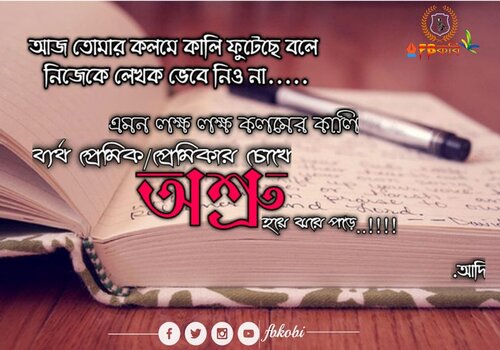 FBকবি
আজ তোমার কলমে কালি ফুটেছে বলে
নিজেকে লেখক ভেবে নিও না.....
এমন লক্ষ লক্ষ কলমের কালি
ব্যর্থ প্রেমিক/প্রেমিকার চোখে
অশ্রু
হয়ে ঝরে পড়ে..!!!!
.আদি
fbkobi